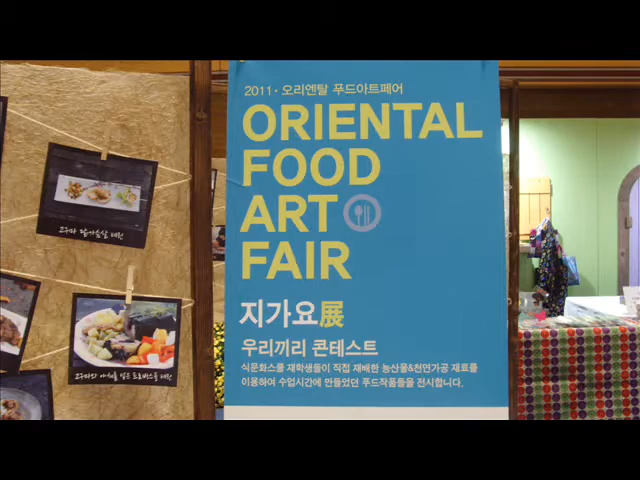 2011 · 오리엔탈 푸드아트페어
ORIENTAL
FOOD
ART
FAIR
지가요展
우리끼리 콘테스트
식문화스쿨 재학생들이 직접 재배한 농산물&천연가공 재료를
이용하여 수업시간에 만들었던 푸드작품들을 전시합니다.